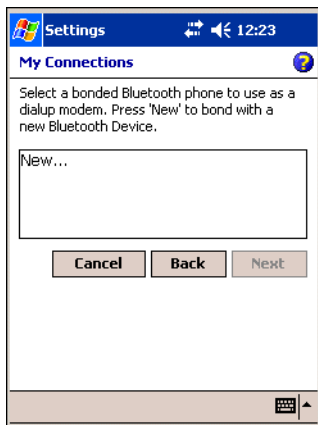 Settings 12:23
My Connections ?
Select a bonded Bluetooth phone to use as a
dialup modem. Press 'New' to bond with a
new Bluetooth Device.
New...
Cancel Back Next